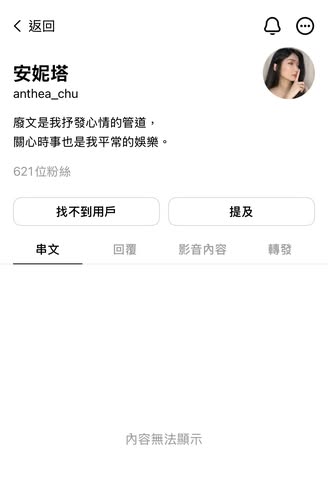 返回
安妮塔
anthea_chu
廢文是我抒發心情的管道，
關心時事也是我平常的娛樂。
621位粉絲
找不到用戶
提及
串文
回覆
影音內容
轉發
內容無法顯示